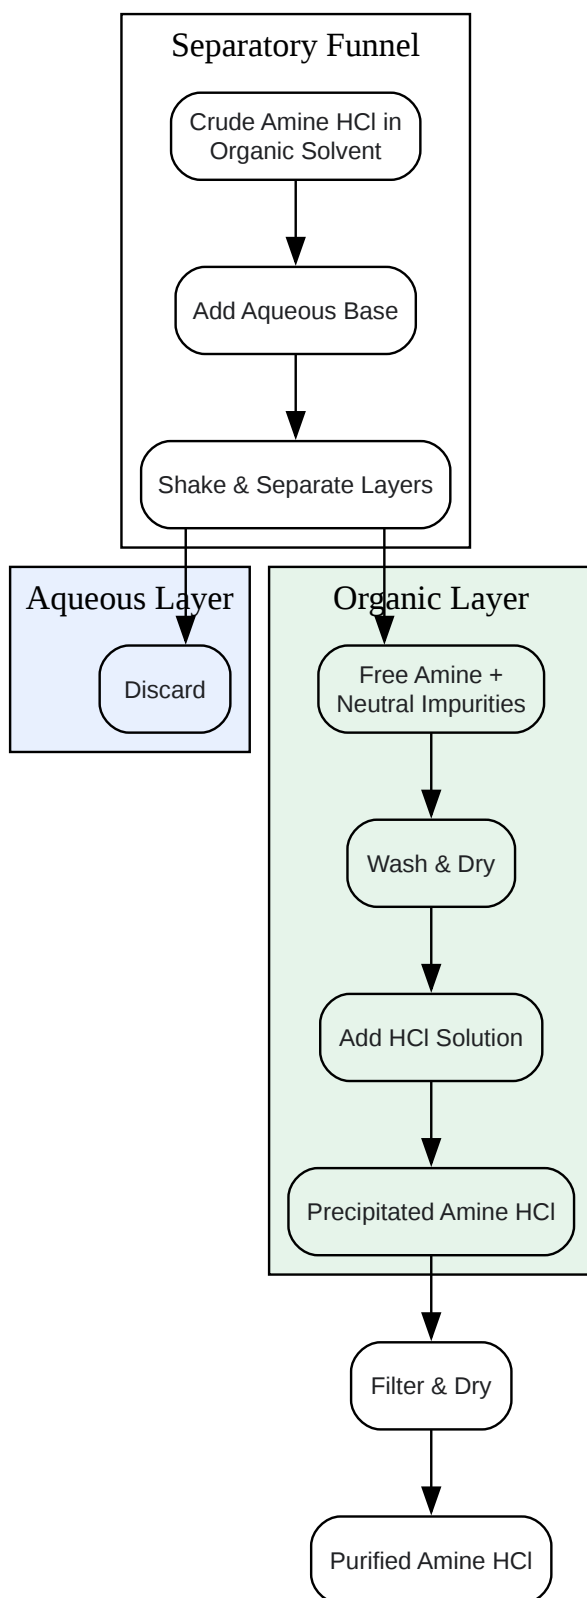 Separatory Funnel
Crude Amine HCl in
Organic Solvent
Add Aqueous Base
Shake & Separate Layers
Aqueous Layer
Discard
Organic Layer
Free Amine +
Neutral Impurities
Wash & Dry
Add HCl Solution
Precipitated Amine HCl
Filter & Dry
Purified Amine HCl